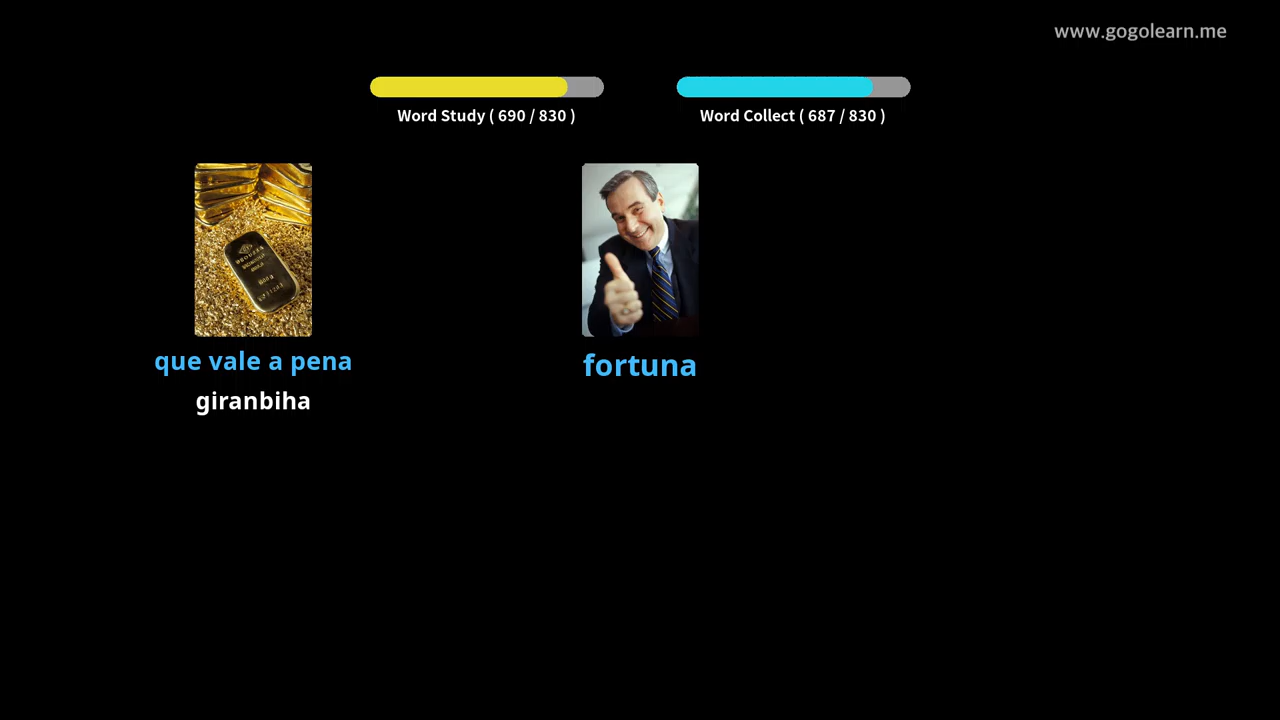 www.gogolearn.me
Word Study ( 690 / 830 )
Word Collect ( 687 / 830 )
que vale a pena
giranbiha
fortuna